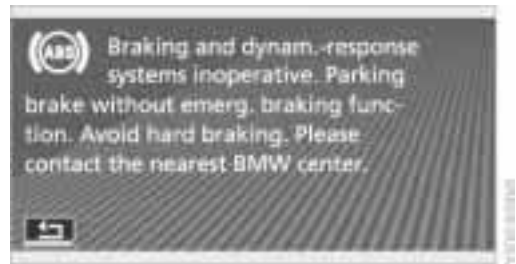 ABS
Braking and dynam.-response
systems inoperative. Parking
brake without emerg. braking func-
tion. Avoid hard braking. Please
contact the nearest BMW center.